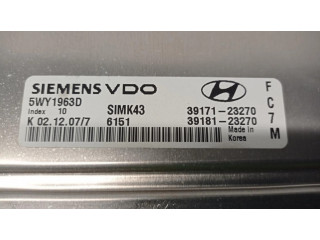 SIEMENS VDO
5WY1963D
Index 10
SIMK43
39171-23270
K 02.12.07/7
6151
39181-23270
Made in
Korea
F
C
7
M